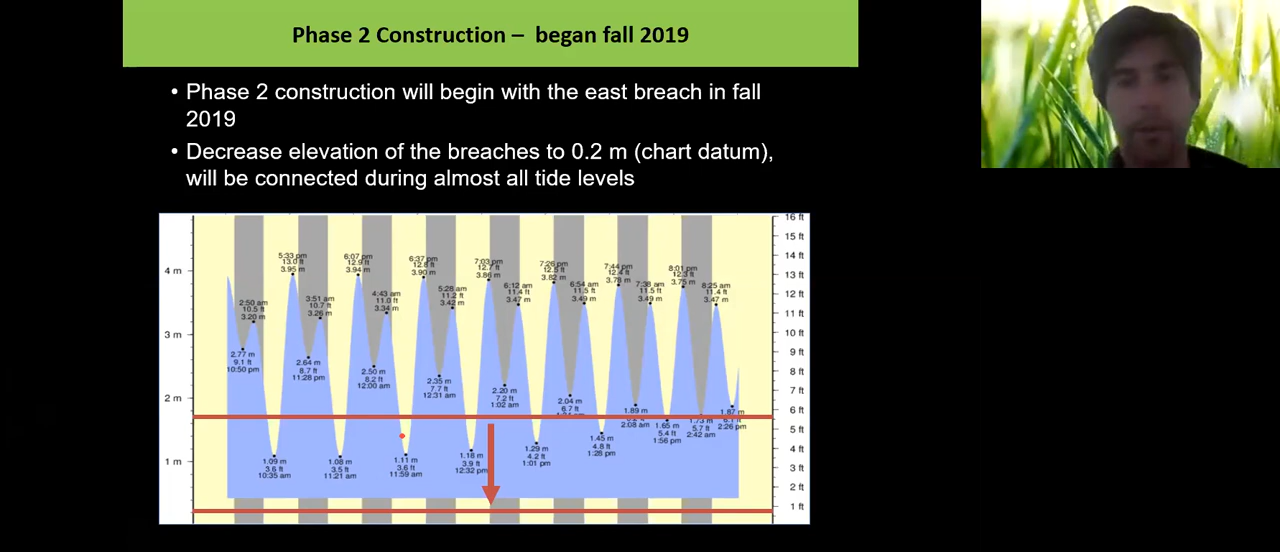 Phase 2 Construction – began fall 2019
• Phase 2 construction will begin with the east breach in fall
2019
• Decrease elevation of the breaches to 0.2 m (chart datum),
will be connected during almost all tide levels
4 m
3 m
2 m
1 m
16 ft
15 ft
14 ft
13 ft
12 ft
11 ft
10 ft
9 ft
8 ft
7 ft
6 ft
5 ft
4 ft
3 ft
2 ft
1 ft
2.77 m
9.1 ft
10:50 pm
2:50 am
10.5 ft
3.20 m
1.09 m
3.6 ft
10:35 am
5:33 pm
13.0 ft
3.95 m
2.64 m
8.7 ft
11:28 pm
3:51 am
10.7 ft
3.26 m
1.08 m
3.5 ft
11:21 am
6:07 pm
12.9 ft
3.94 m
2.50 m
8.2 ft
12:00 am
4:43 am
11.0 ft
3.34 m
1.11 m
3.6 ft
11:59 am
6:37 pm
12.8 ft
3.90 m
2.35 m
7.7 ft
12:31 am
5:28 am
11.2 ft
3.42 m
1.18 m
3.9 ft
12:32 pm
7:03 pm
12.7 ft
3.86 m
2.20 m
7.2 ft
1:02 am
6:12 am
11.4 ft
3.47 m
1.29 m
4.2 ft
1:01 pm
7:26 pm
12.5 ft
3.82 m
2.04 m
6.7 ft
6:54 am
11.5 ft
3.49 m
1.45 m
4.8 ft
1:28 pm
7:44 pm
12.4 ft
1.89 m
2:08 am
7:38 am
11.5 ft
3.49 m
1.65 m
5.4 ft
1:56 pm
8:01 pm
12.3 ft
3.75 m
1.73 m
5.7 ft
2:42 am
8:25 am
11.4 ft
3.47 m
1.87 m
6.1 ft
2:26 pm